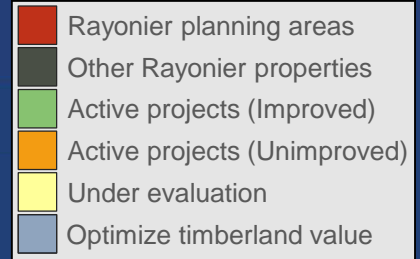 Rayonier planning areas
Other Rayonier properties
Active projects (Improved)
Active projects (Unimproved)
Under evaluation
Optimize timberland value